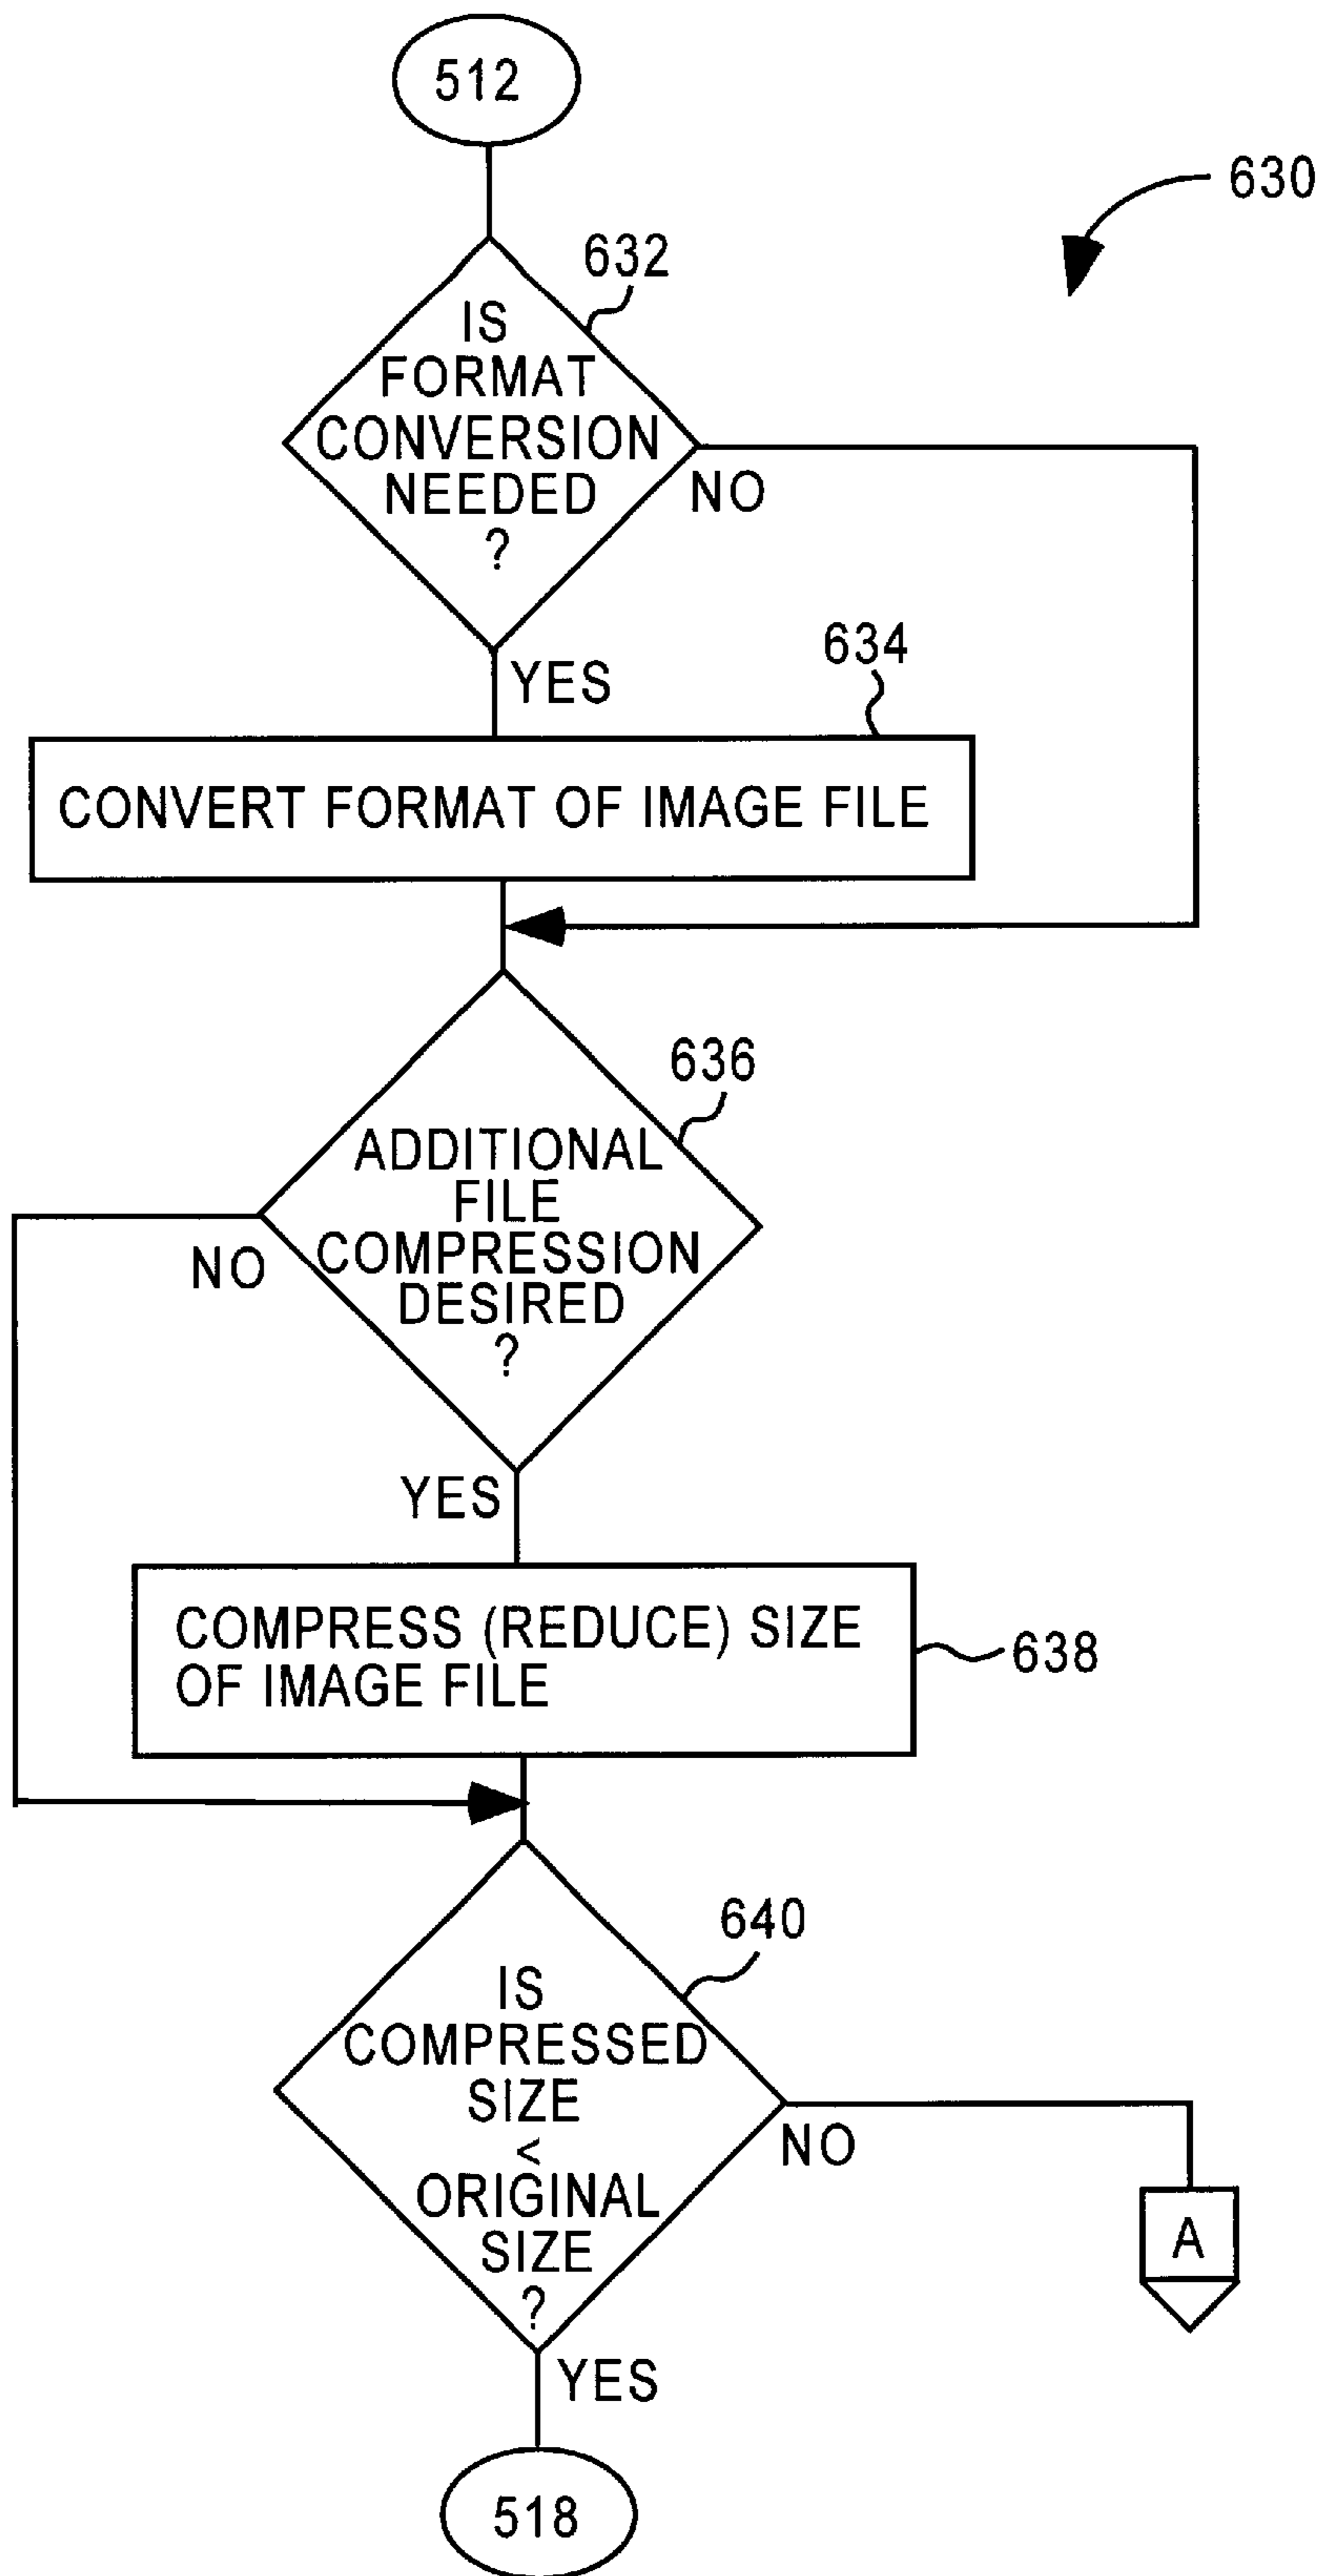 512
630
632
IS
FORMAT
CONVERSION
NEEDED
?
NO
YES
634
CONVERT FORMAT OF IMAGE FILE
636
ADDITIONAL
FILE
COMPRESSION
DESIRED
?
NO
YES
COMPRESS (REDUCE) SIZE
OF IMAGE FILE
638
640
IS
COMPRESSED
SIZE
<
ORIGINAL
SIZE
?
NO
A
YES
518